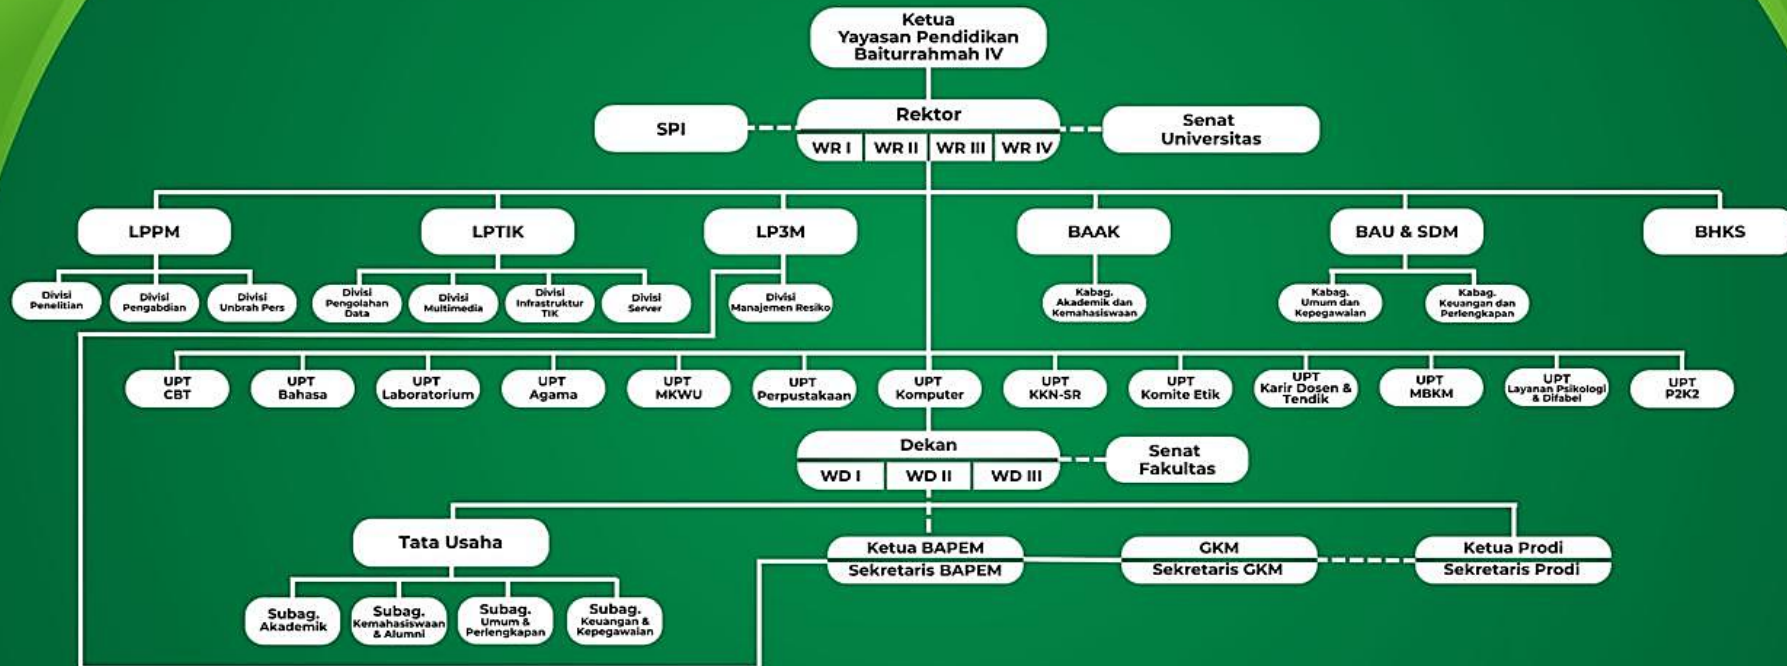 Ketua
Yayasan Pendidikan
Baiturrahmah IV
SPI
Rektor
WR I
WR II
WR III
WR IV
Senat
Universitas
LPPM
LPTIK
LP3M
BAAK
BAU & SDM
BHKS
Divisi
Penelitian
Divisi
Pengabdian
Divisi
Unbrah Pers
Divisi
Pengolahan
Data
Divisi
Multimedia
Divisi
Infrastruktur
TIK
Divisi
Server
Divisi
Manajemen Resiko
Kabag.
Akademik dan
Kemahasiswaan
Kabag.
Umum dan
Kepegawaian
Kabag.
Keuangan dan
Perlengkapan
UPT
CBT
UPT
Bahasa
UPT
Laboratorium
UPT
Agama
UPT
MKWU
UPT
Perpustakaan
UPT
Komputer
UPT
KKN-SR
UPT
Komite Etik
UPT
Karir Dosen &
Tendik
UPT
MBKM
UPT
Layanan Psikologi
& Difabel
UPT
P2K2
Dekan
WD I
WD II
WD III
Senat
Fakultas
Tata Usaha
Ketua BAPEM
Sekretaris BAPEM
GKM
Sekretaris GKM
Ketua Prodi
Sekretaris Prodi
Subag.
Akademik
Subag.
Kemahasiswaan
& Alumni
Subag.
Umum &
Perlengkapan
Subag.
Keuangan &
Kepegawaian